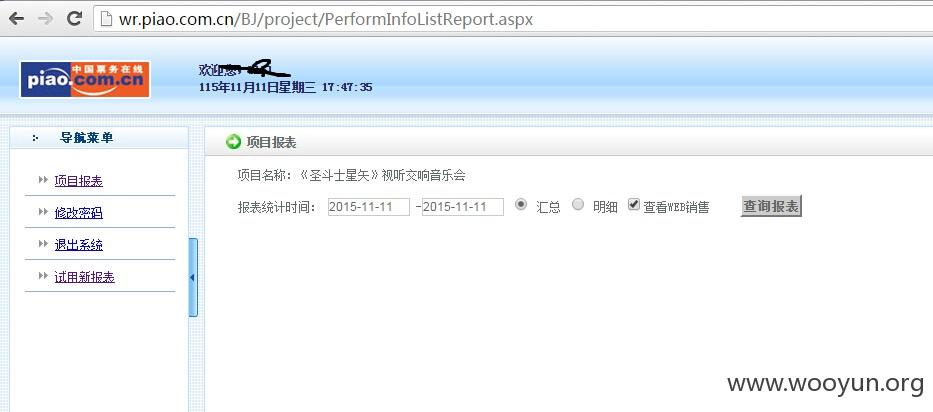 wr.piao.com.cn/BJ/project/PerformInfoListReport.aspx
中国票务在线
piao.com.cn
欢迎您,
115年11月11日星期三 17:47:35
导航菜单
项目报表
修改密码
退出系统
试用新报表
项目报表
项目名称:《圣斗士星矢》视听交响音乐会
报表统计时间: 2015-11-11 -2015-11-11 汇总 明细 查看WEB销售 查询报表
www.wooyun.org